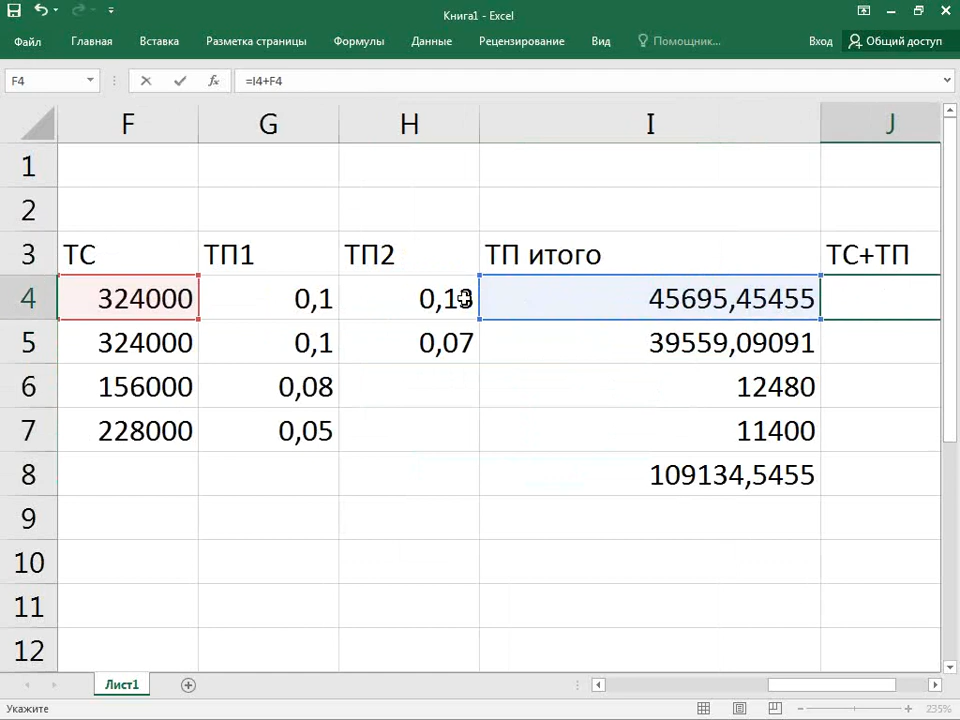 Книга1 - Excel
Файл Главная Вставка Разметка страницы Формулы Данные Рецензирование Вид Помощник... Вход Общий доступ
F4 fx =I4+F4
F G H I J
1
2
3 ТС ТП1 ТП2 ТП итого ТС+ТП
4 324000 0,1 45695,45455
5 324000 0,1 0,07 39559,09091
6 156000 0,08 12480
7 228000 0,05 11400
8 109134,5455
9
10
11
12
Лист1
Укажите 235%